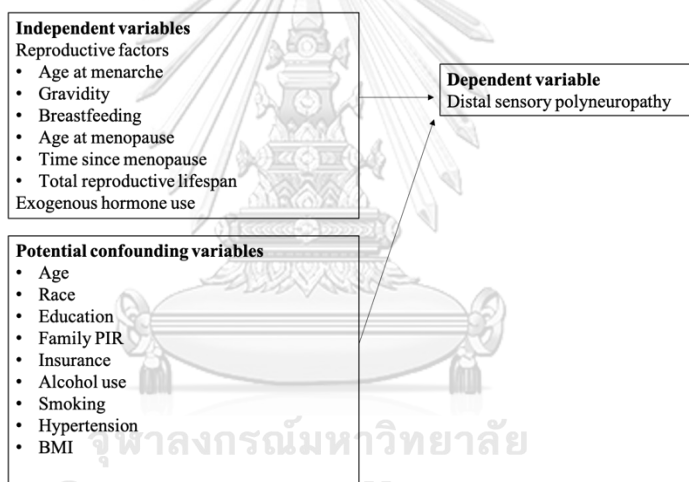 Independent variables
Reproductive factors
• Age at menarche
• Gravidity
• Breastfeeding
• Age at menopause
• Time since menopause
• Total reproductive lifespan
Exogenous hormone use
Dependent variable
Distal sensory polyneuropathy
Potential confounding variables
• Age
• Race
• Education
• Family PIR
• Insurance
• Alcohol use
• Smoking
• Hypertension
• BMI
จุฬาลงกรณ์มหาวิทยาลัย